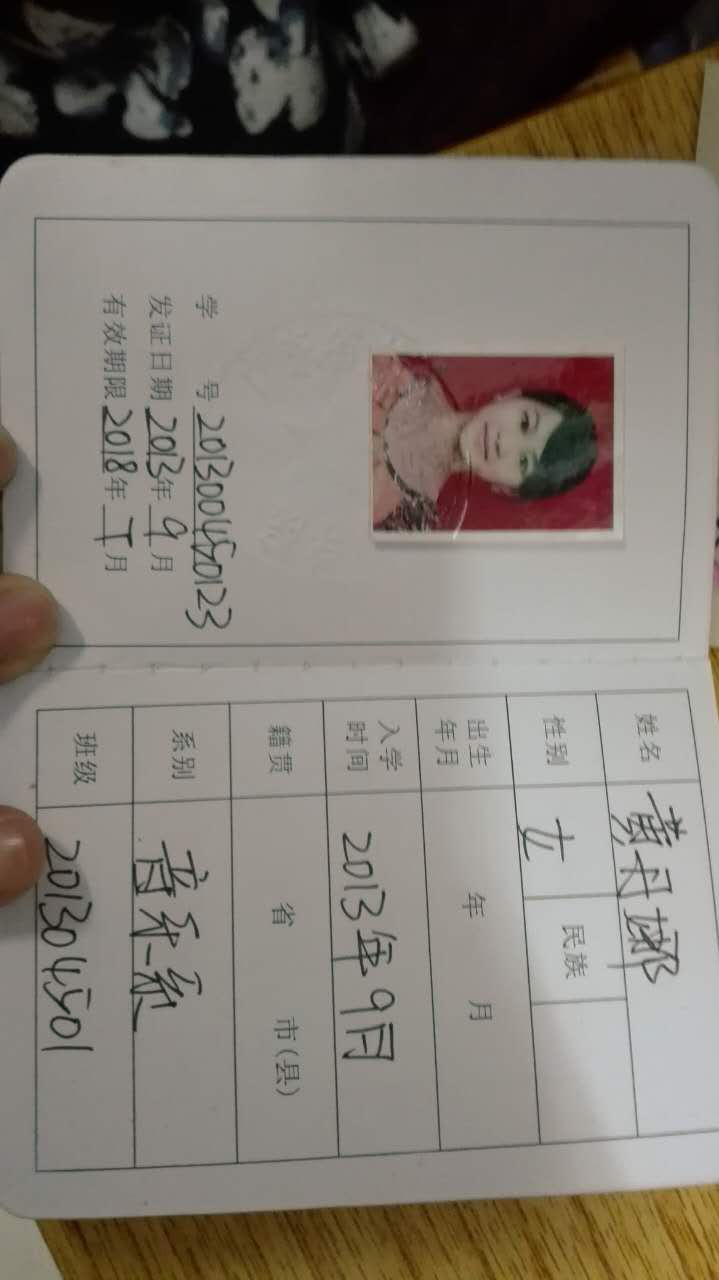 学 号 201300450123
发证日期 2013年9月
有效期限 2018年 月
姓名 黄丹娜
性别 女 民族
出生年月 年 月
入学时间 2013年9月
籍贯 省 市(县)
系别 音乐系
班级 201304501